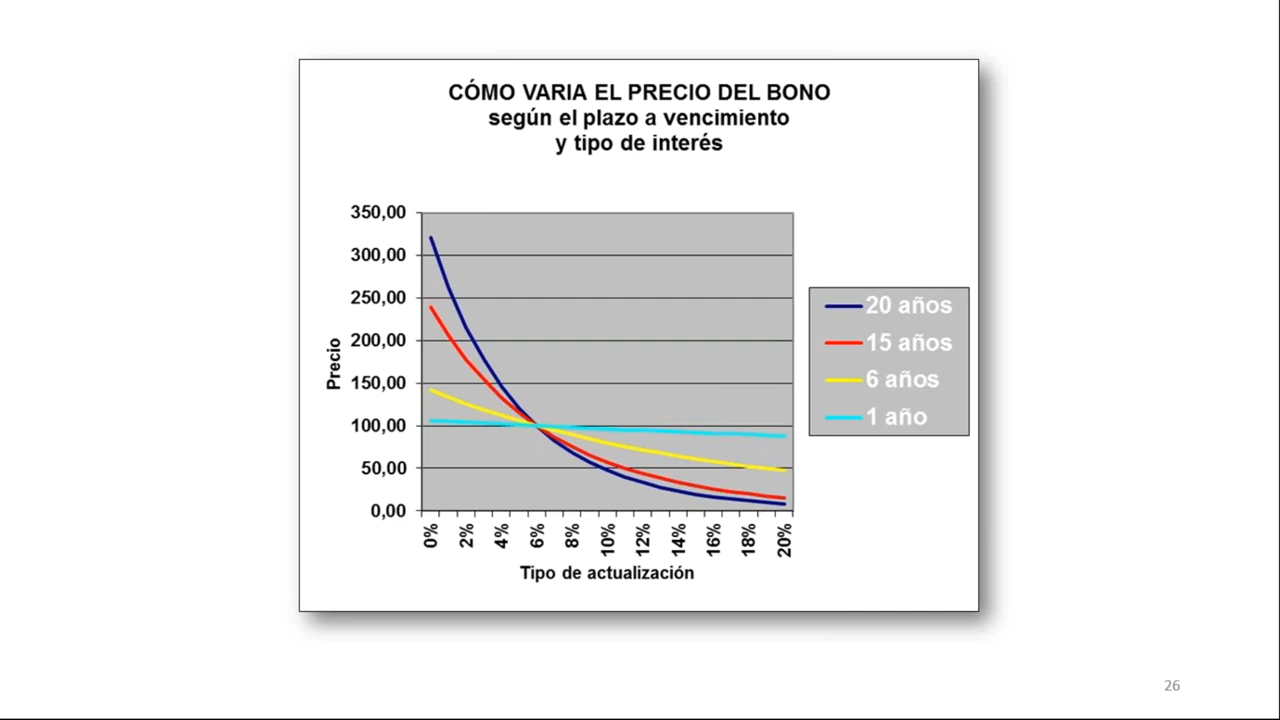 CÓMO VARIA EL PRECIO DEL BONO
según el plazo a vencimiento
y tipo de interés
350,00
300,00
250,00
200,00
150,00
100,00
50,00
0,00
Precio
0%
2%
4%
6%
8%
10%
12%
14%
16%
18%
20%
Tipo de actualización
20 años
15 años
6 años
1 año
26